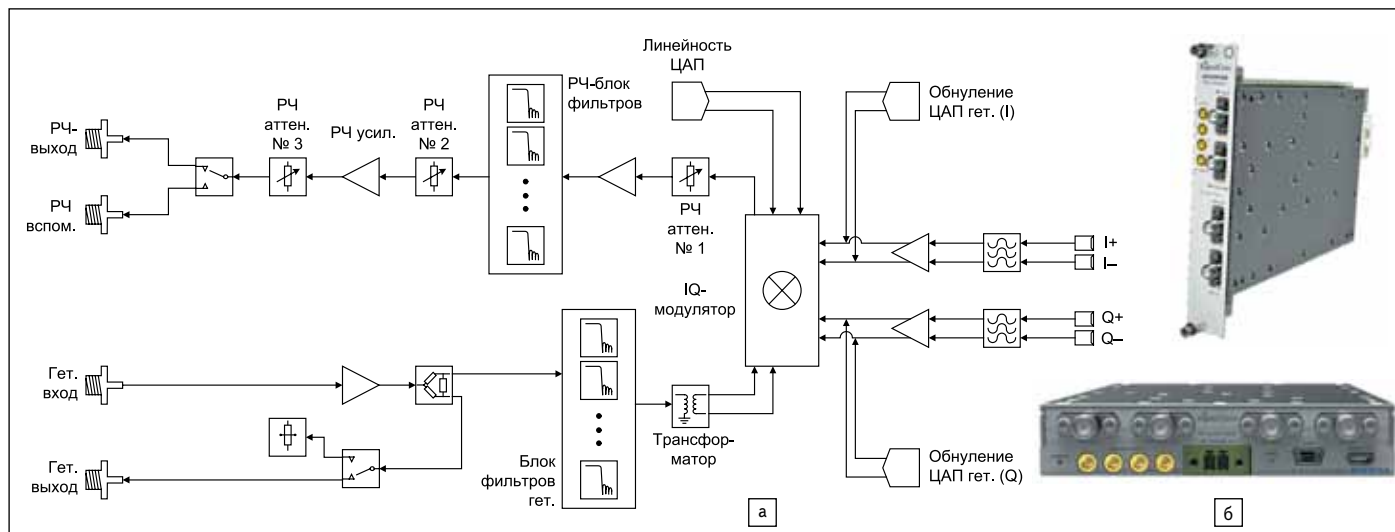 Линейность
ЦАП
РЧ-блок
фильтров
Обнуление
ЦАП гет. (I)
РЧ
аттен.
№ 3
РЧ усил.
РЧ
аттен.
№ 2
РЧ-
выход
РЧ
вспом.
РЧ
аттен.
№ 1
IQ-
модулятор
I+
I–
Q+
Q–
Гет.
вход
Гет.
выход
Блок
фильтров
гет.
Трансфор-
матор
Обнуление
ЦАП гет. (Q)
а
б